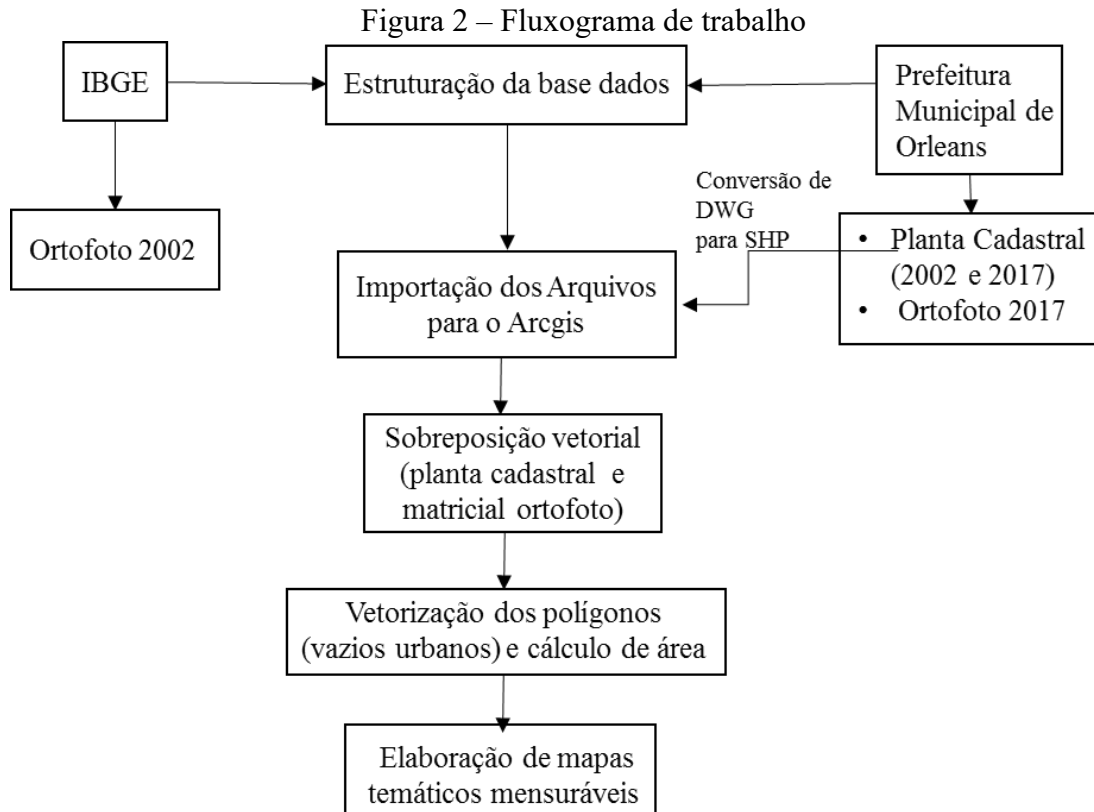 Figura 2 – Fluxograma de trabalho
IBGE
Estruturação da base dados
Prefeitura
Municipal de
Orleans
Ortofoto 2002
Conversão de
DWG
para SHP
• Planta Cadastral
(2002 e 2017)
• Ortofoto 2017
Importação dos Arquivos
para o Arcgis
Sobreposição vetorial
(planta cadastral e
matricial ortofoto)
Vetorização dos polígonos
(vazios urbanos) e cálculo de área
Elaboração de mapas
temáticos mensuráveis